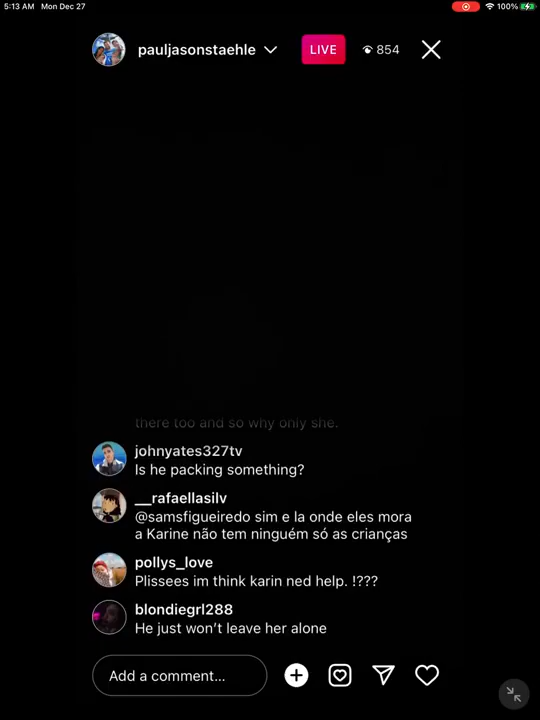 5:13 AM Mon Dec 27
100%
pauljasonstaehle
LIVE
854
there too and so why only she.
johnyates327tv
Is he packing something?
__rafaellasilv
@samsfigueiredo sim e la onde eles mora
a Karine não tem ninguém só as crianças
pollys_love
Plissees im think karin ned help. !???
blondiegrl288
He just won’t leave her alone
Add a comment...